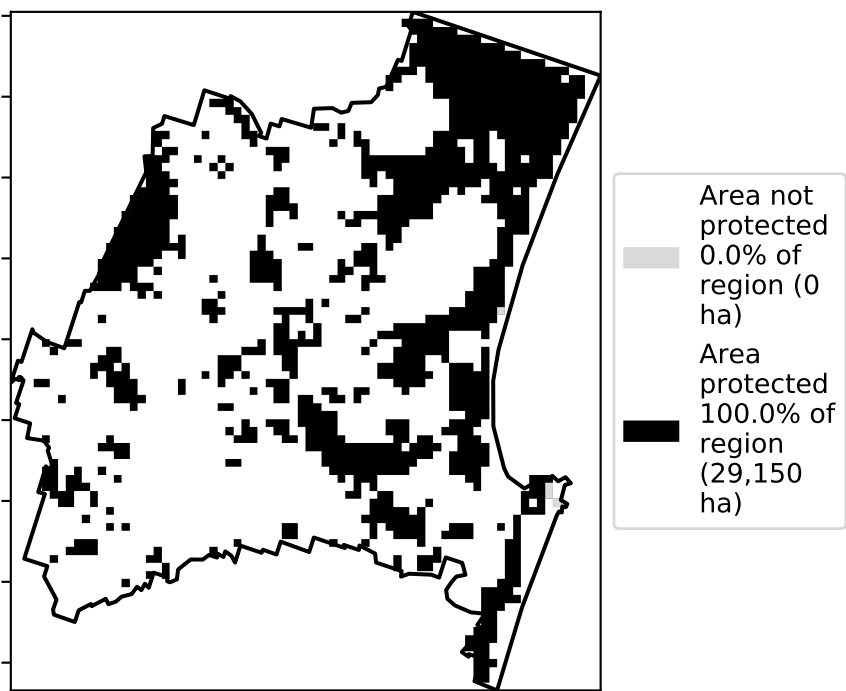 Area not
protected
0.0% of
region (0
ha)
Area
protected
100.0% of
region
(29,150
ha)